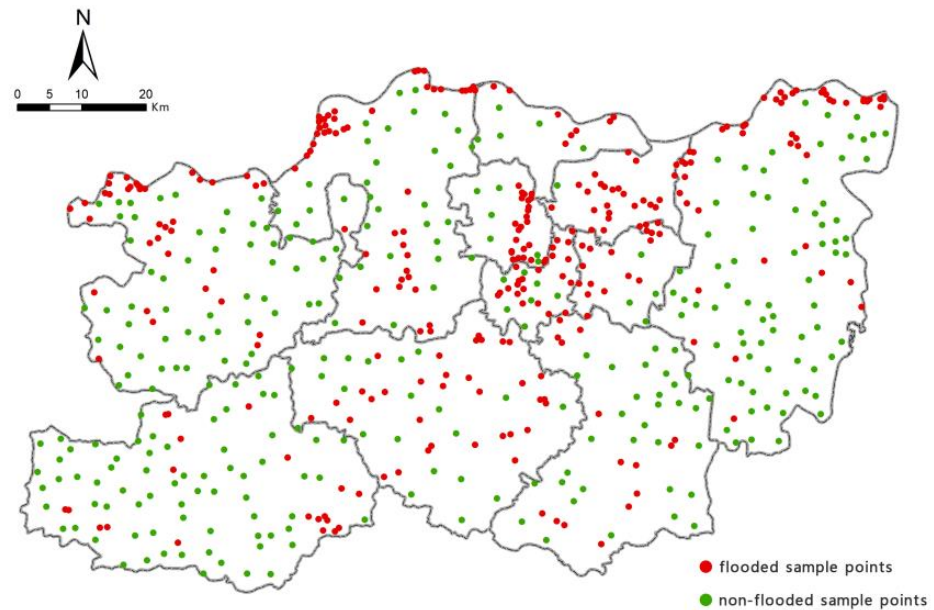 N
0 5 10 20
Km
flooded sample points
non-flooded sample points